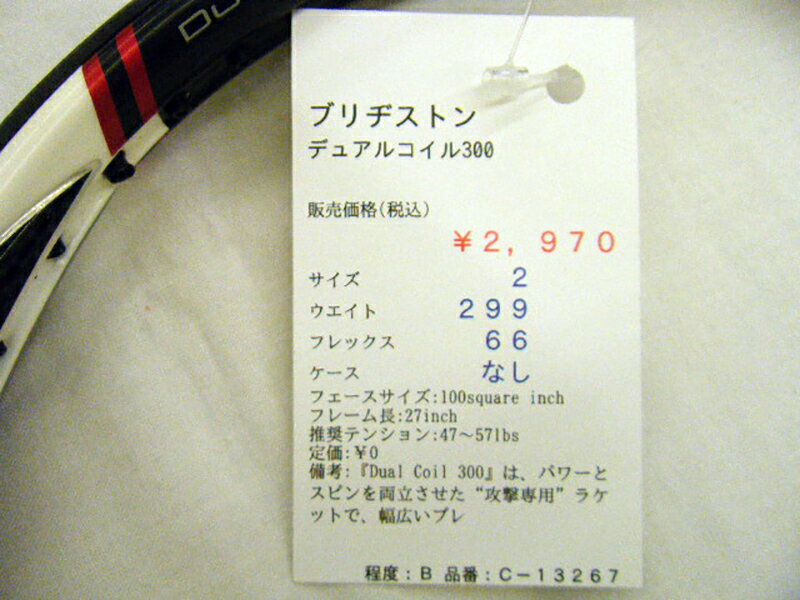 DU
ブリヂストン
デュアルコイル300
販売価格(税込)
¥2,970
サイズ 2
ウエイト 299
フレックス 66
ケース なし
フェースサイズ:100square inch
フレーム長:27inch
推奨テンション:47～57lbs
定価:¥0
備考:『Dual Coil 300』は、パワーと
スピンを両立させた“攻撃専用”ラケ
ットで、幅広いプレ
程度:B 品番:C-13267